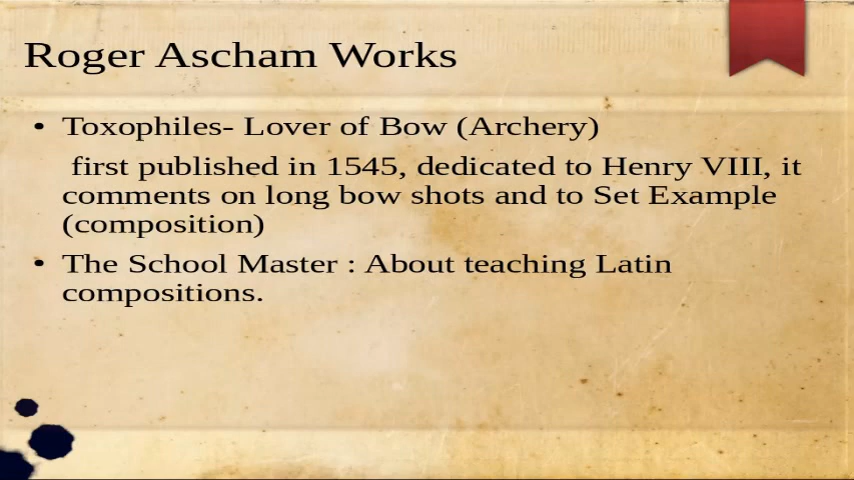 Roger Ascham Works
• Toxophiles- Lover of Bow (Archery)
first published in 1545, dedicated to Henry VIII, it
comments on long bow shots and to Set Example
(composition)
• The School Master : About teaching Latin
compositions.